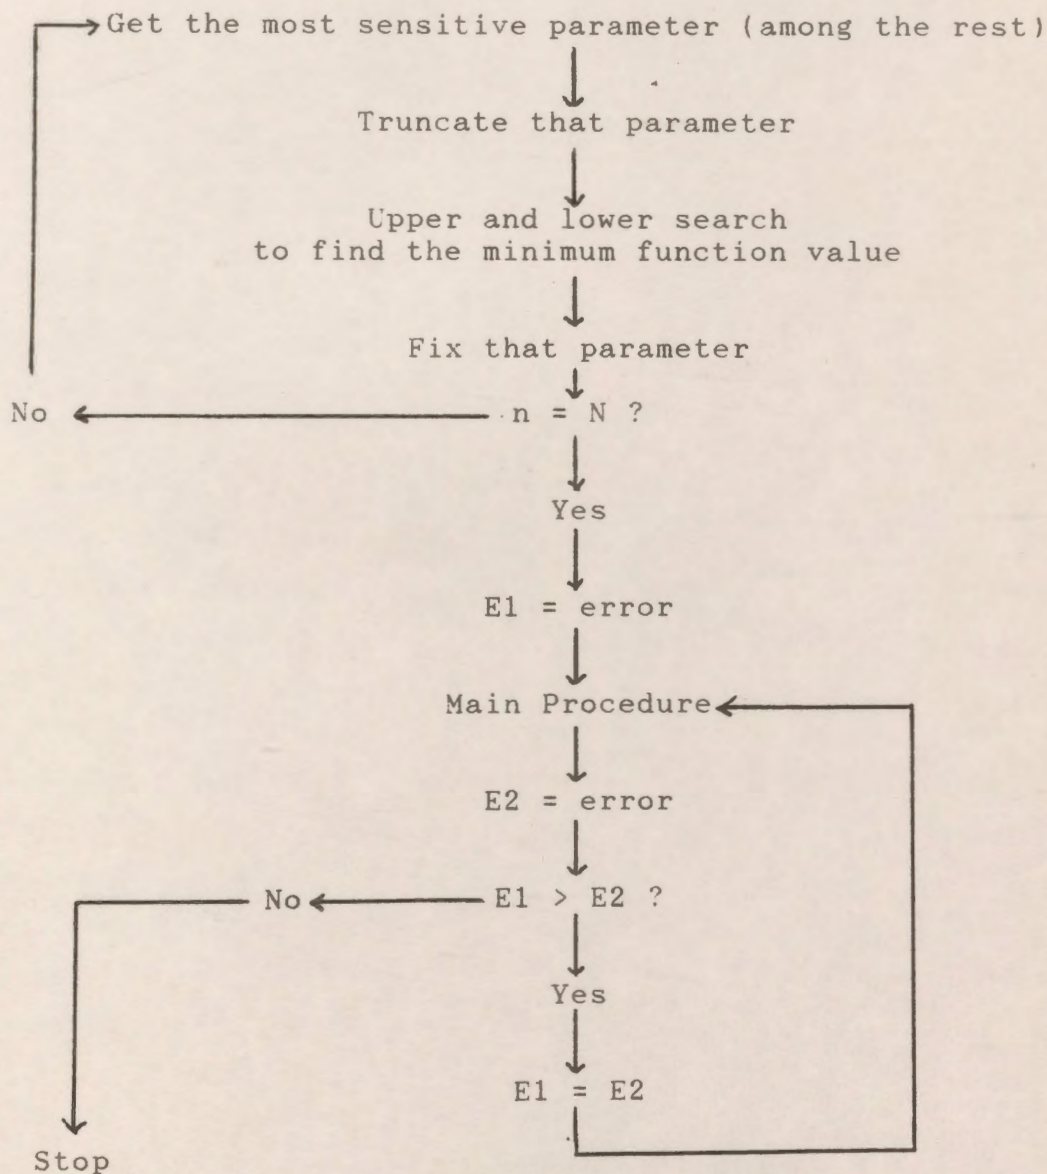 Get the most sensitive parameter (among the rest)
Truncate that parameter
Upper and lower search
to find the minimum function value
Fix that parameter
No
n = N ?
Yes
E1 = error
Main Procedure
E2 = error
No
E1 > E2 ?
Yes
E1 = E2
Stop